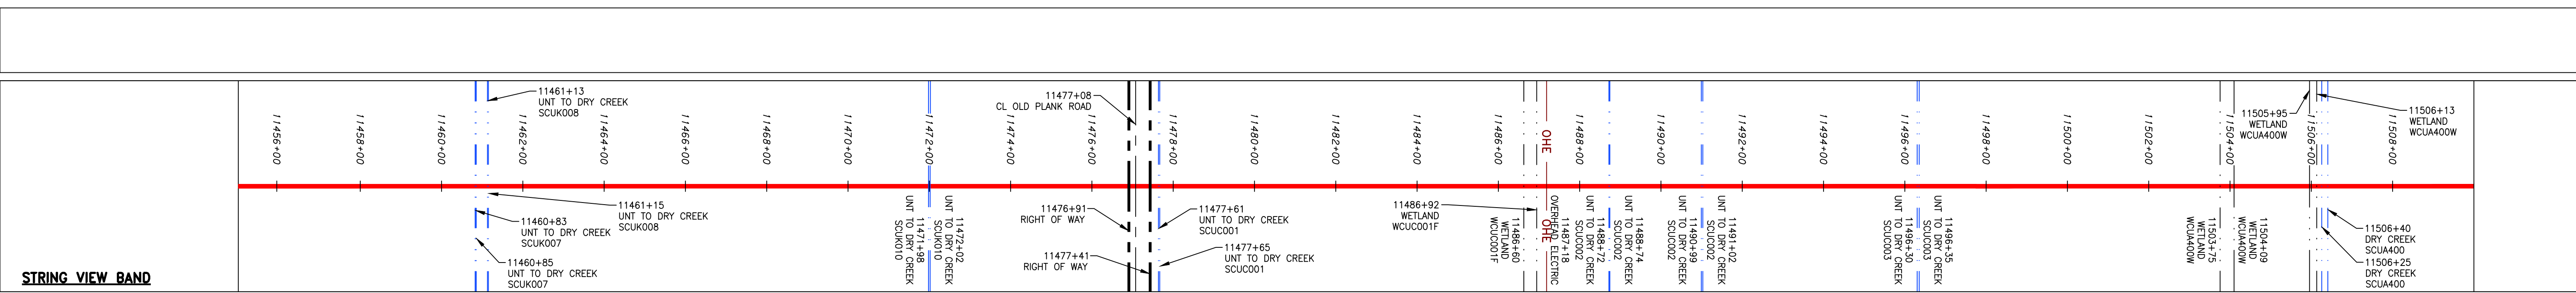 11461+13
UNT TO DRY CREEK
SCUK008
11477+08
CL OLD PLANK ROAD
11505+95
WETLAND
WCUA400W
11506+13
WETLAND
WCUA400W
11456+00
11458+00
11460+00
11462+00
11464+00
11466+00
11468+00
11470+00
11472+00
11474+00
11476+00
11478+00
11480+00
11482+00
11484+00
11486+00
OHE
11488+00
11490+00
11492+00
11494+00
11496+00
11498+00
11500+00
11502+00
11504+00
11506+00
11508+00
11461+15
UNT TO DRY CREEK
SCUK008
11460+83
UNT TO DRY CREEK
SCUK007
11460+85
UNT TO DRY CREEK
SCUK007
11471+98
UNT TO DRY CREEK
SCUK010
11472+02
UNT TO DRY CREEK
SCUK010
11476+91
RIGHT OF WAY
11477+41
RIGHT OF WAY
11477+61
UNT TO DRY CREEK
SCUC001
11477+65
UNT TO DRY CREEK
SCUC001
11486+92
WETLAND
WCUC001F
11486+60
WETLAND
WCUC001F
OHE
11487+18
OVERHEAD ELECTRIC
11488+72
UNT TO DRY CREEK
SCUC002
11488+74
UNT TO DRY CREEK
SCUC002
11490+99
UNT TO DRY CREEK
SCUC002
11491+02
UNT TO DRY CREEK
SCUC002
11496+30
UNT TO DRY CREEK
SCUC003
11496+35
UNT TO DRY CREEK
SCUC003
11503+75
WETLAND
WCUA400W
11504+09
WETLAND
WCUA400W
11506+40
DRY CREEK
SCUA400
11506+25
DRY CREEK
SCUA400
STRING VIEW BAND